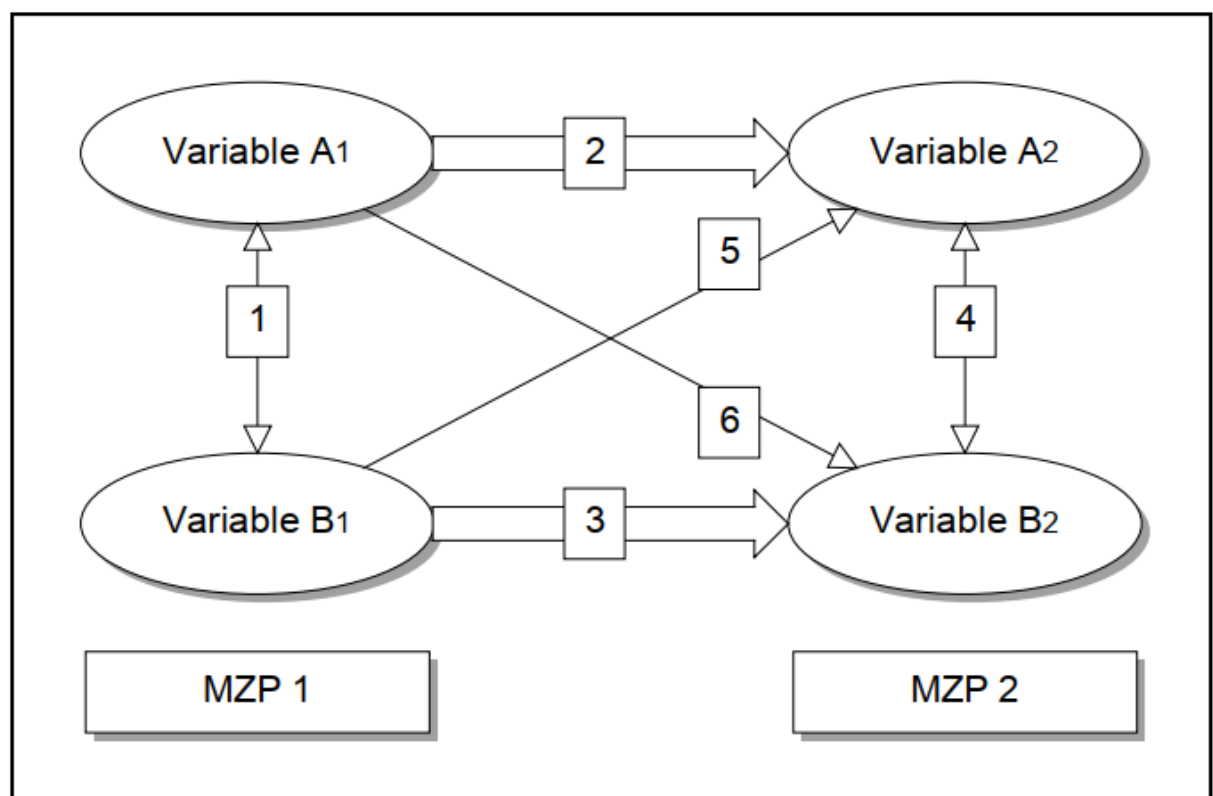 Variable A1
2
Variable A2
5
1
4
6
Variable B1
3
Variable B2
MZP 1
MZP 2